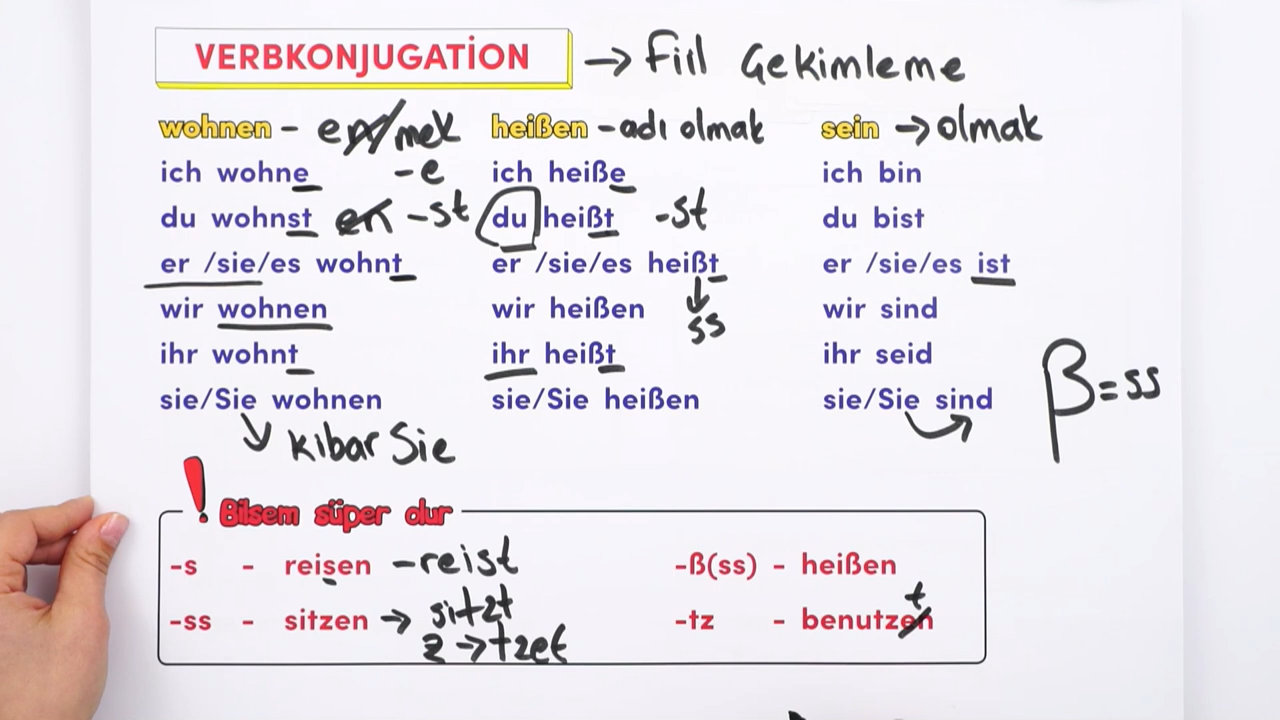 VERBKONJUGATİON → Fiil Çekimleme
wohnen - en/mek
ich wohne -e
du wohnst en -st
er /sie/es wohnt
wir wohnen
ihr wohnt
sie/Sie wohnen
kibar Sie
heißen - adı olmak
ich heiße
du heißt -st
er /sie/es heißt
ss
wir heißen
ihr heißt
sie/Sie heißen
sein → olmak
ich bin
du bist
er /sie/es ist
wir sind
ihr seid
sie/Sie sind
β=ss
! Bilsem süper dur
-s - reisen - reist
-ss - sitzen → sitzt
z → tzet
-ß(ss) - heißen
-tz - benutzen t